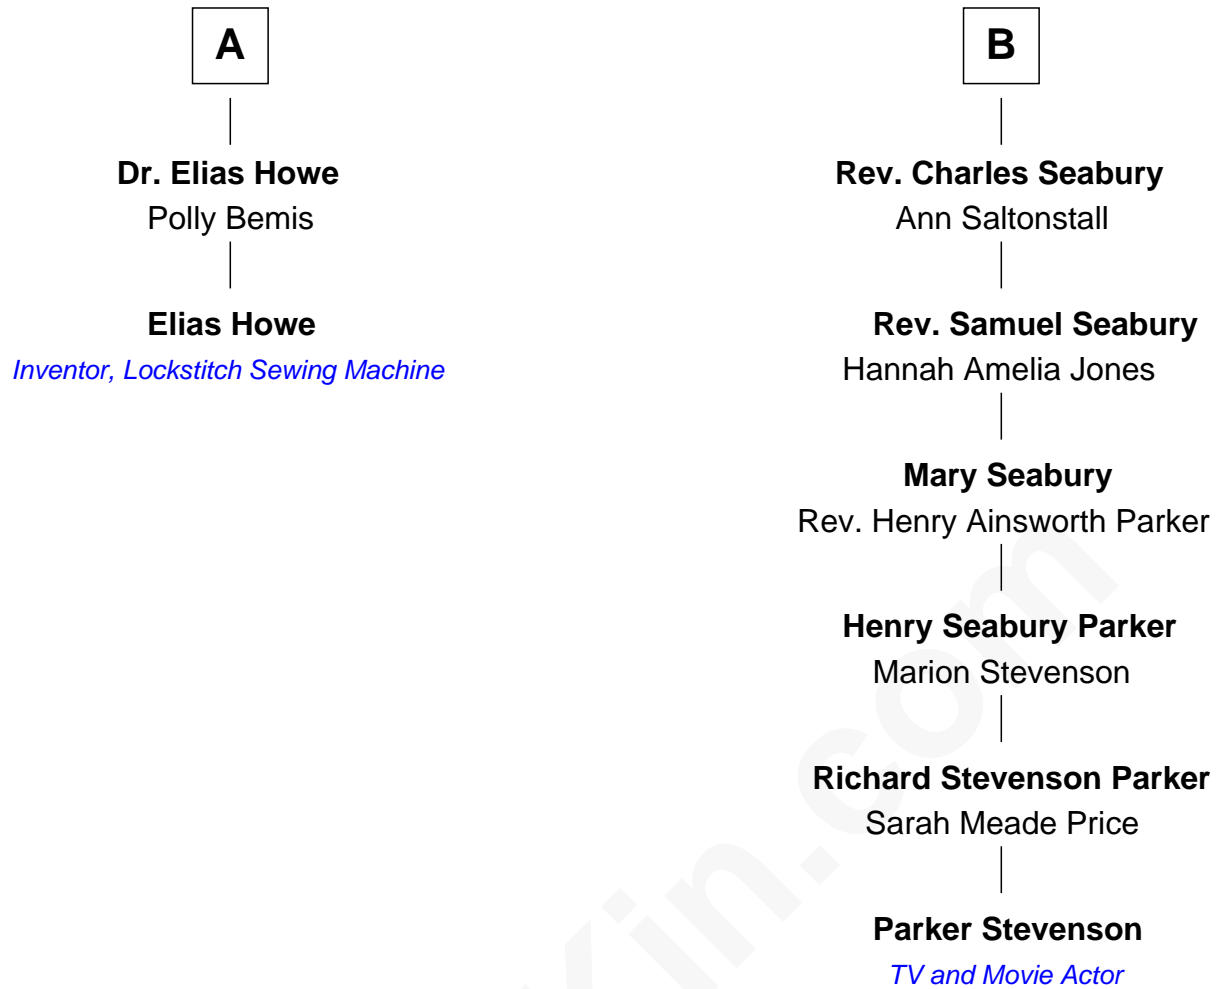 A
Dr. Elias Howe
Polly Bemis
Elias Howe
Inventor, Lockstitch Sewing Machine
B
Rev. Charles Seabury
Ann Saltonstall
Rev. Samuel Seabury
Hannah Amelia Jones
Mary Seabury
Rev. Henry Ainsworth Parker
Henry Seabury Parker
Marion Stevenson
Richard Stevenson Parker
Sarah Meade Price
Parker Stevenson
TV and Movie Actor
Kin.com